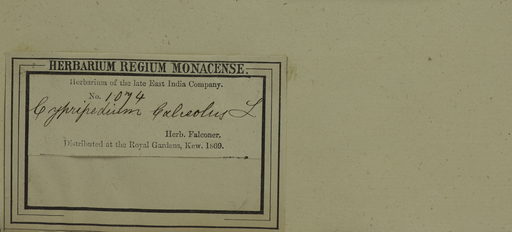 HERBARIUM REGIUM MONACENSE.
Herbarium of the late East India Company.
No. 1074
Cypripedium Calceolus L
Herb. Falconer.
Distributed at the Royal Gardens, Kew. 1869.